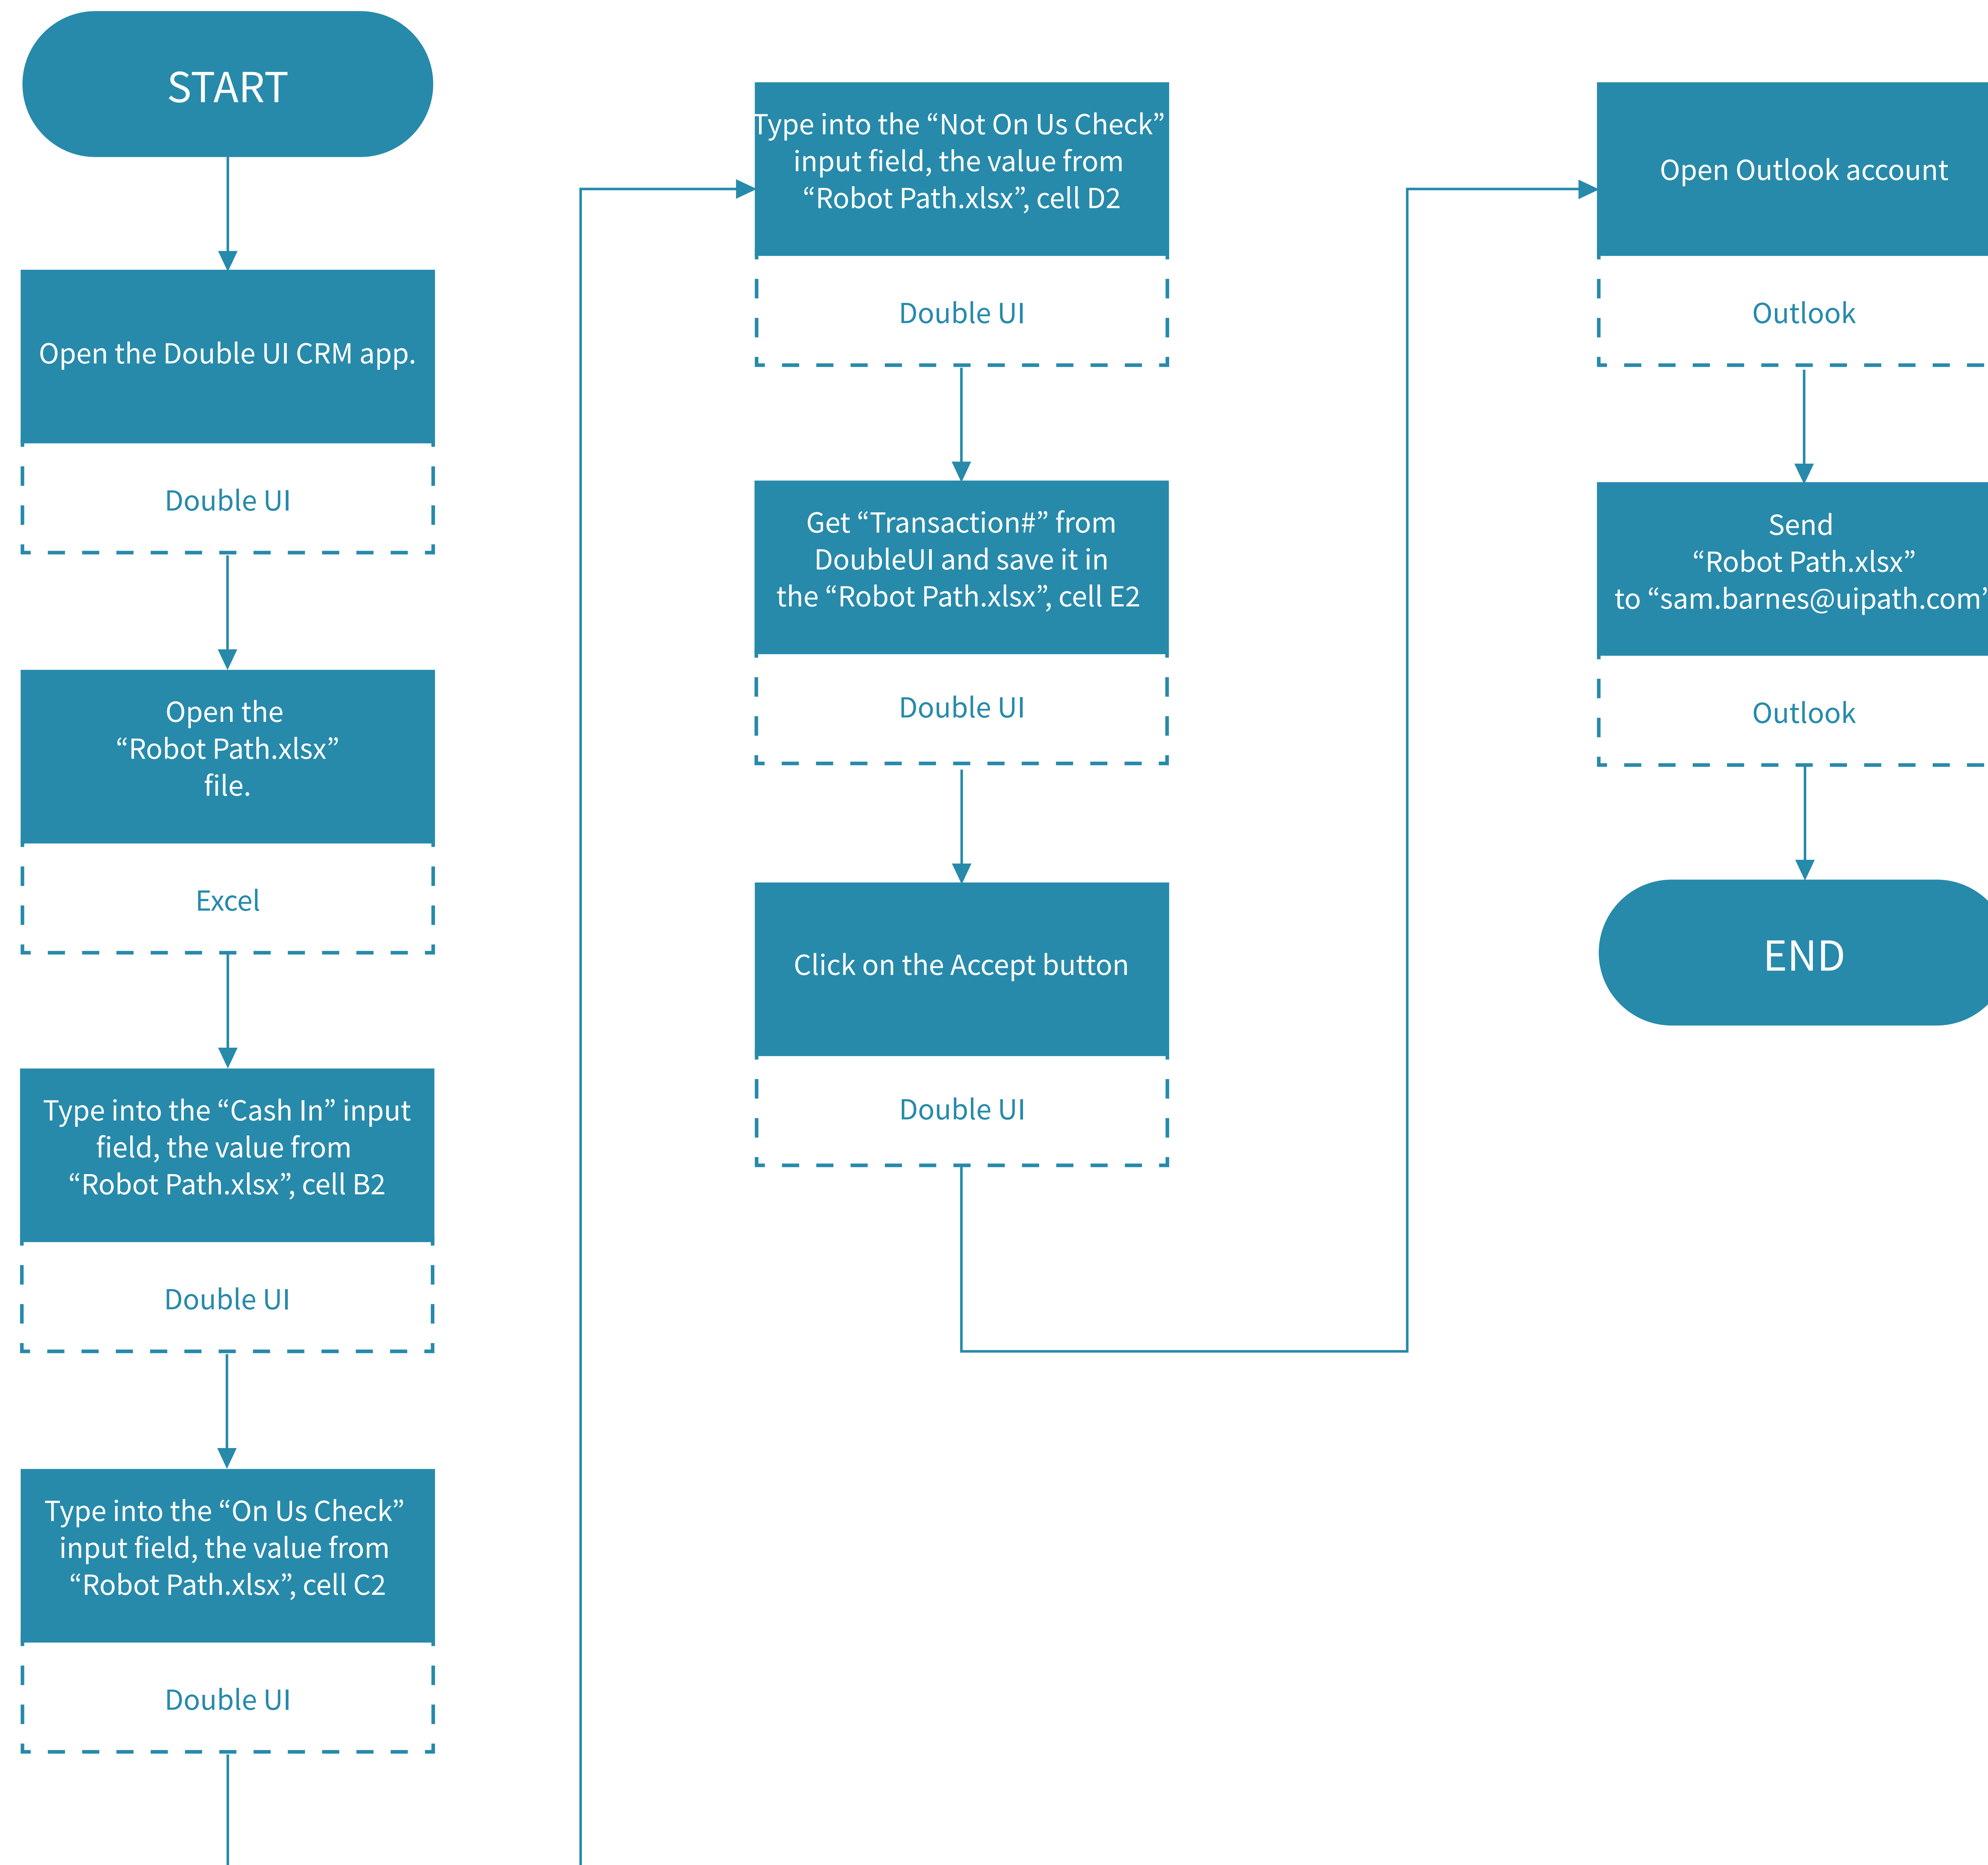 START
Open the Double UI CRM app.
Double UI
Open the
“Robot Path.xlsx”
file.
Excel
Type into the “Cash In” input
field, the value from
“Robot Path.xlsx”, cell B2
Double UI
Type into the “On Us Check”
input field, the value from
“Robot Path.xlsx”, cell C2
Double UI
Type into the “Not On Us Check”
input field, the value from
“Robot Path.xlsx”, cell D2
Double UI
Get “Transaction#” from
DoubleUI and save it in
the “Robot Path.xlsx”, cell E2
Double UI
Click on the Accept button
Double UI
Open Outlook account
Outlook
Send
“Robot Path.xlsx”
to “sam.barnes@uipath.com”
Outlook
END